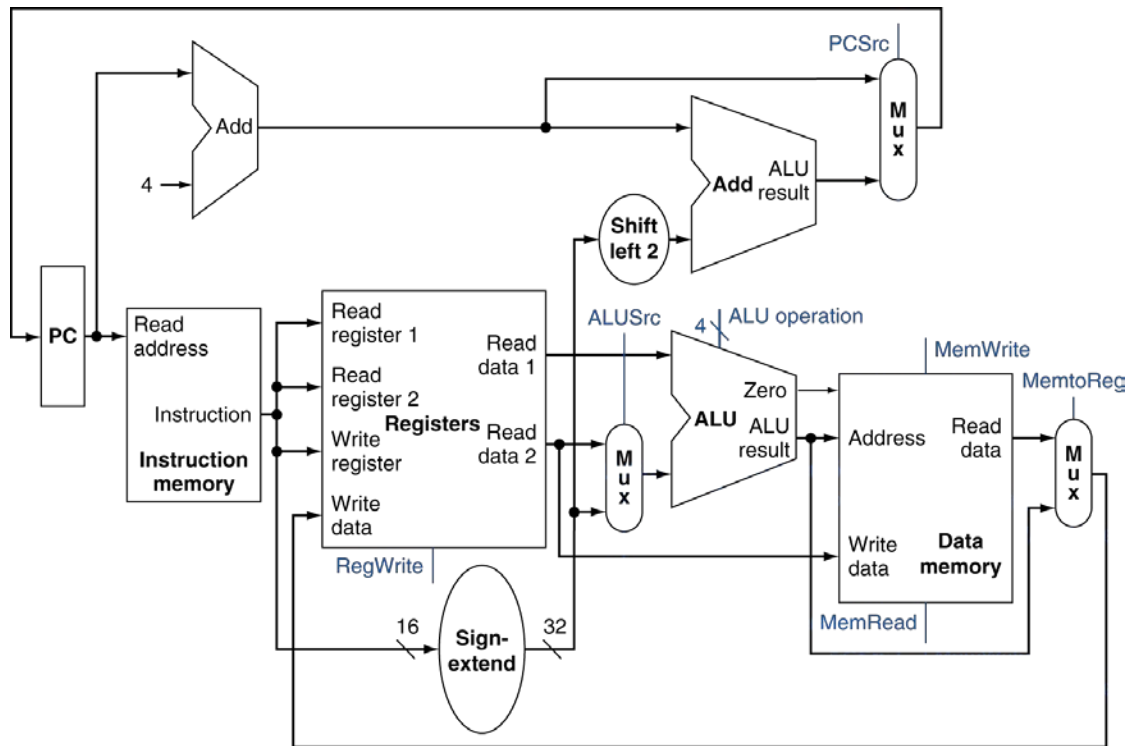 PCSrc
M
u
x
Add
ALU
Add
result
4
Shift
left 2
PC
Read
address
Instruction
Instruction
memory
Read
register 1
Read
data 1
Read
register 2
Registers
Read
data 2
Write
register
Write
data
RegWrite
16
Sign-
extend
32
ALUSrc
M
u
x
4
ALU operation
Zero
ALU
ALU
result
MemWrite
Address
Read
data
Write
data
Data
memory
MemRead
MemtoReg
M
u
x